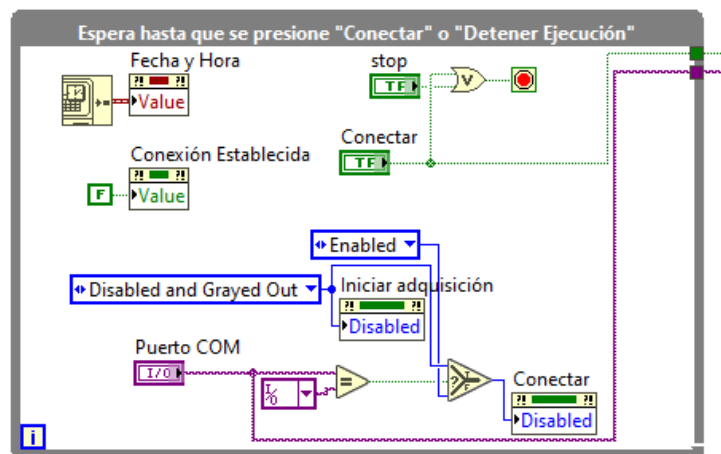 Espera hasta que se presione "Conectar" o "Detener Ejecución"
Fecha y Hora
Value
stop
TF
V
Conectar
TF
Conexión Establecida
F
Value
Enabled
Disabled and Grayed Out
Iniciar adquisición
Disabled
Puerto COM
I/O
I/O
=
?
T
F
Conectar
Disabled
i